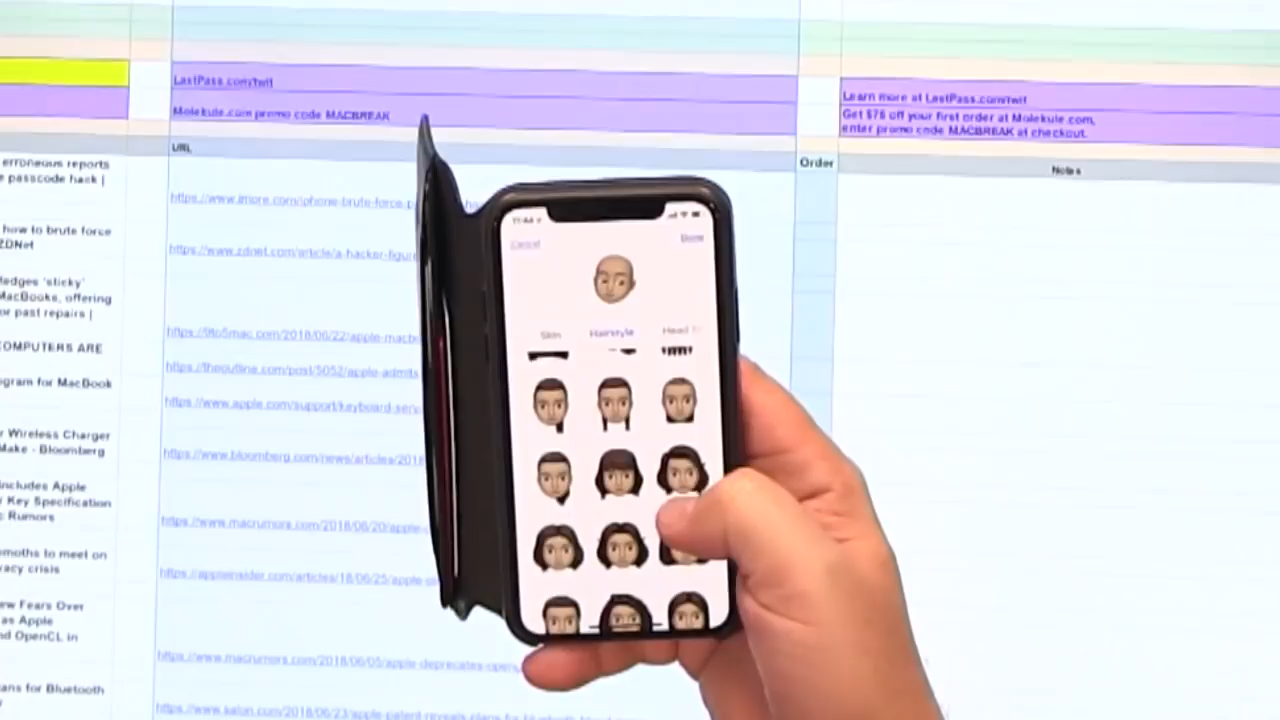 LastPass.com/twit
Molekule.com promo code MACBREAK
Learn more at LastPass.com/twit
Get $75 off your first order at Molekule.com,
enter promo code MACBREAK at checkout.
URL
Order
Notes
erroneous reports
e passcode hack |
how to brute force
ZDNet
ledges 'sticky'
MacBooks, offering
or past repairs |
COMPUTERS ARE
ogram for MacBook
r Wireless Charger
Make - Bloomberg
includes Apple
r Key Specification
c Rumors
emoths to meet on
vacy crisis
ew Fears Over
as Apple
nd OpenCL in
ans for Bluetooth
https://www.imore.com/iphone-brute-force-p
https://www.zdnet.com/article/a-hacker-figu
https://9to5mac.com/2018/06/22/apple-macb
https://theoutline.com/post/5052/apple-admits
https://www.apple.com/support/keyboard-serv
https://www.bloomberg.com/news/articles/2018
https://www.macrumors.com/2018/06/20/apple-
https://appleinsider.com/articles/18/06/25/apple-
https://www.macrumors.com/2018/06/05/apple-deprecates-open
https://www.salon.com/2018/06/23/apple-patent-reveals-plans-for-bluetooth-
11:44
Cancel
Done
Skin
Hairstyle
Head